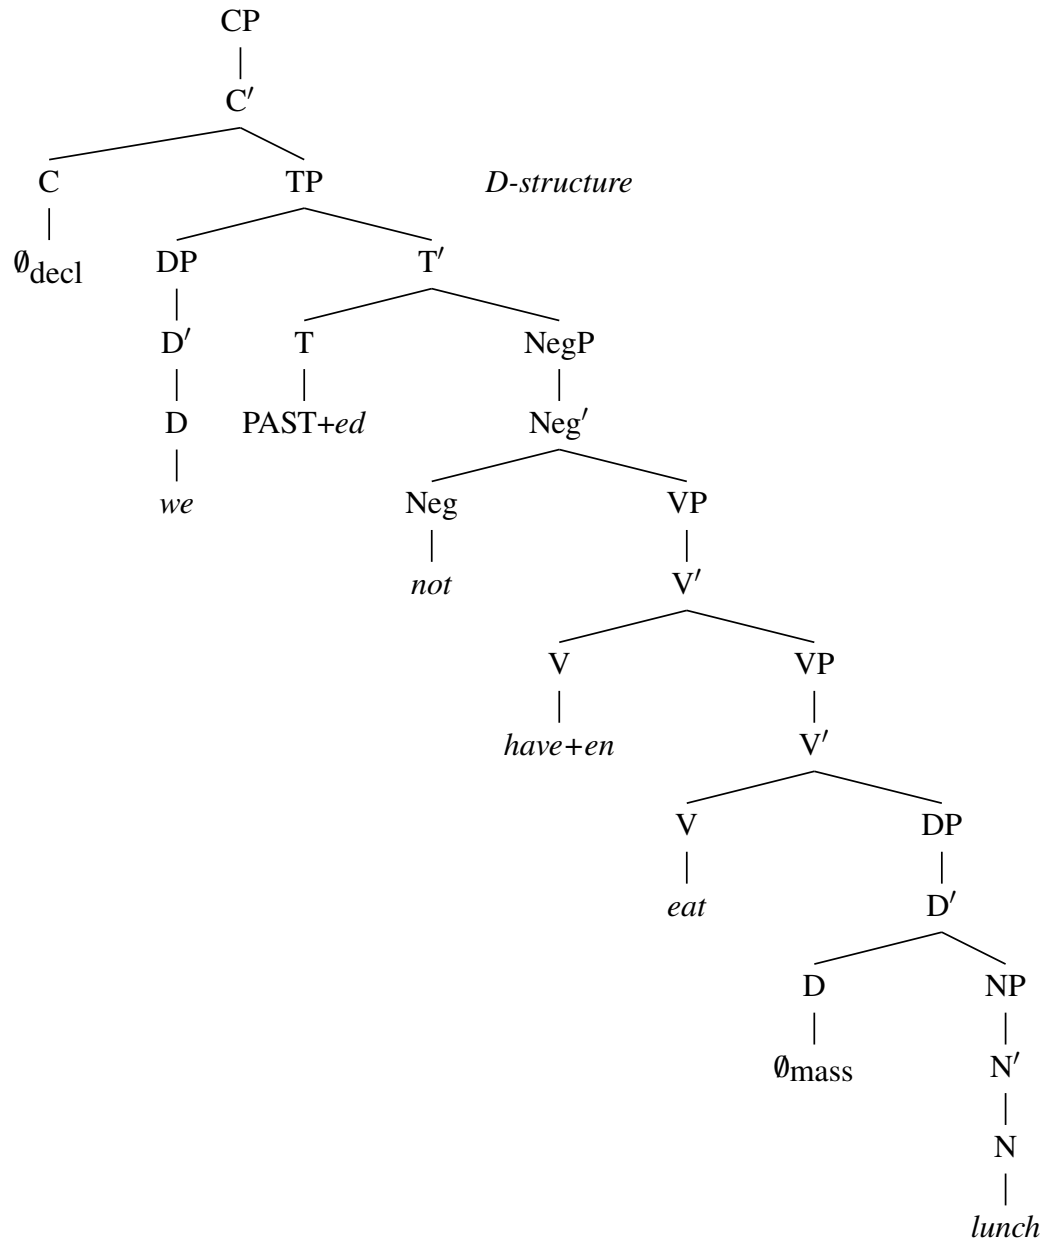 CP
C′
C TP D-structure
∅decl DP T′
D′ T NegP
D PAST+ed Neg′
we Neg VP
not V′
V VP
have+en V′
V DP
eat D′
D NP
∅mass N′
N
lunch